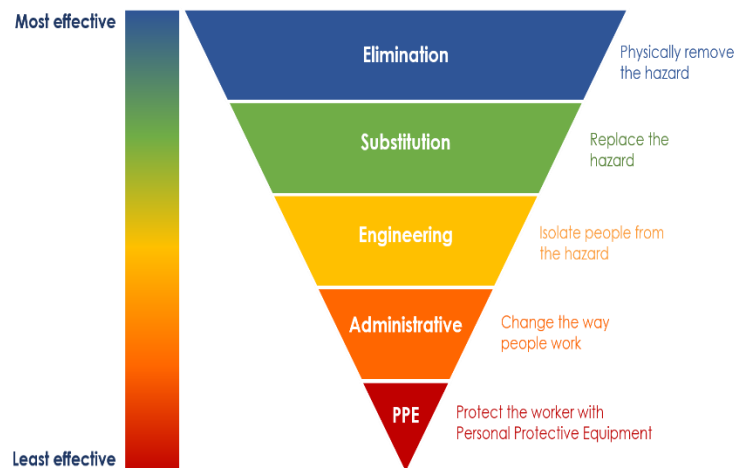 Most effective
Elimination
Physically remove
the hazard
Substitution
Replace the
hazard
Engineering
Isolate people from
the hazard
Administrative
Change the way
people work
PPE
Protect the worker with
Personal Protective Equipment
Least effective